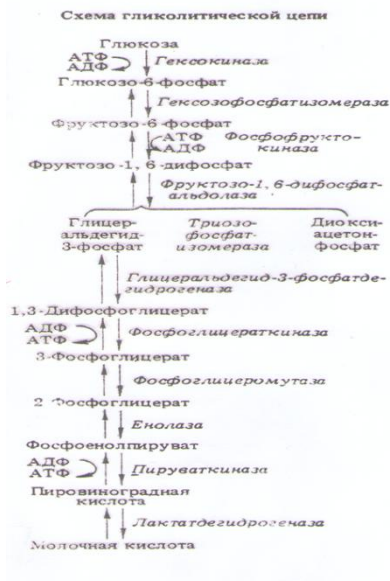 Схема гликолитической цепи
Глюкоза
АТФ
АДФ
Гексокиназа
Глюкозо-6-фосфат
Гексозофосфатизомераза
Фруктозо-6-фосфат
АТФ
АДФ
Фосфофрукто-
киназа
Фруктозо-1,6-дифосфат
Фруктозо-1,6-дифосфат-
альдолаза
Глицер-
альдегид-
3-фосфат
Триозо-
фосфат-
изомераза
Диокси-
ацетон-
фосфат
Глицеральдегид-3-фосфатде-
гидрогеназа
1,3-Дифосфоглицерат
АДФ
АТФ
Фосфоглицераткиназа
3-Фосфоглицерат
Фосфоглицеромутаза
2 Фосфоглицерат
Енолаза
Фосфоенолпируват
АДФ
АТФ
Пируваткиназа
Пировиноградная
кислота
Лактатдегидрогеназа
Молочная кислота